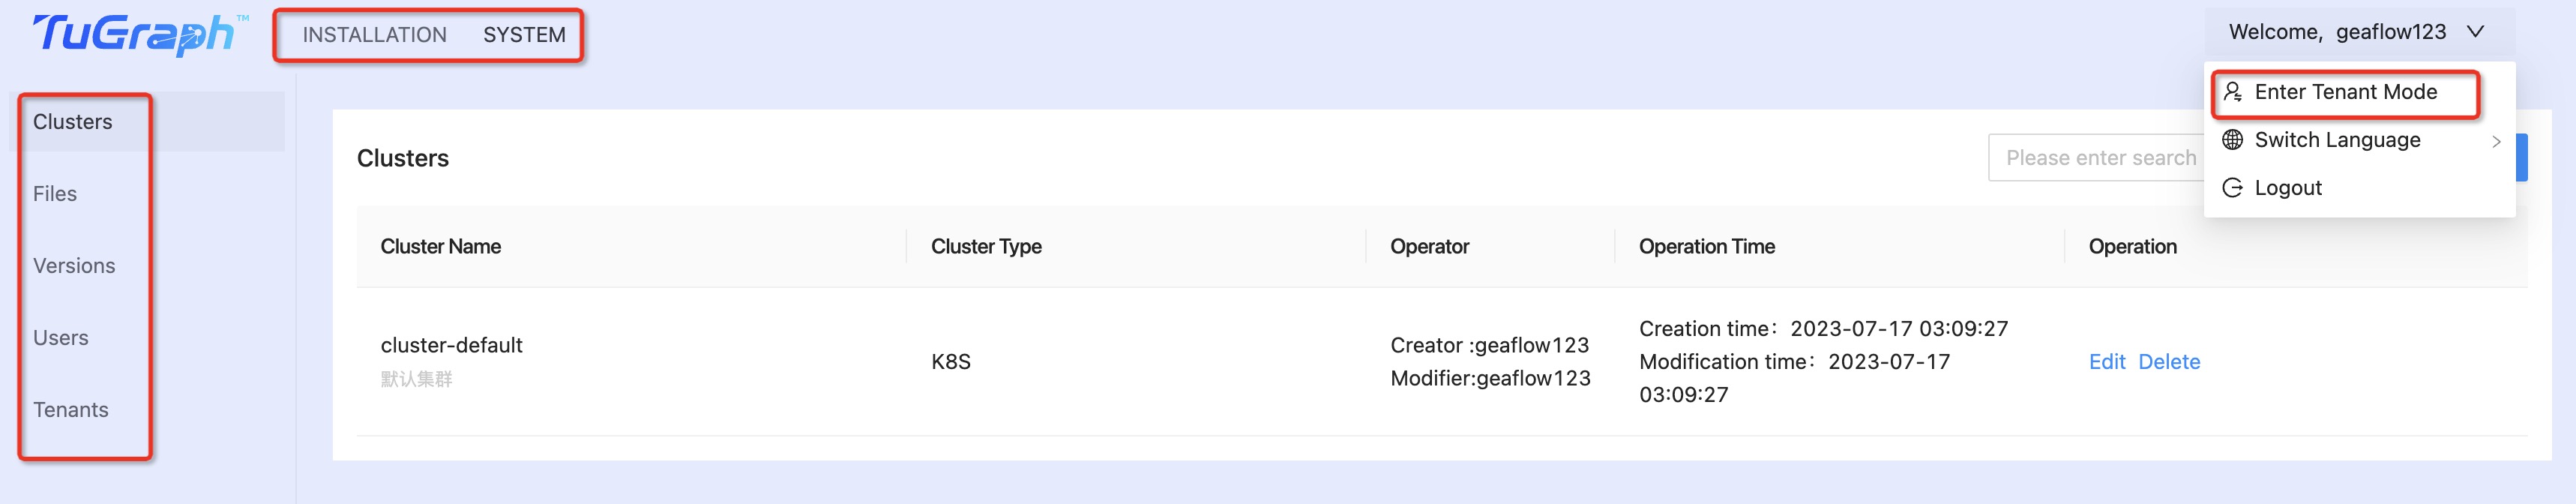 TuGraph™
INSTALLATION SYSTEM
Welcome, geaflow123
Enter Tenant Mode
Switch Language
Logout
Clusters
Files
Versions
Users
Tenants
Clusters
Please enter search
Cluster Name Cluster Type Operator Operation Time Operation
cluster-default
默认集群
K8S
Creator :geaflow123
Modifier:geaflow123
Creation time：2023-07-17 03:09:27
Modification time：2023-07-17
03:09:27
Edit Delete